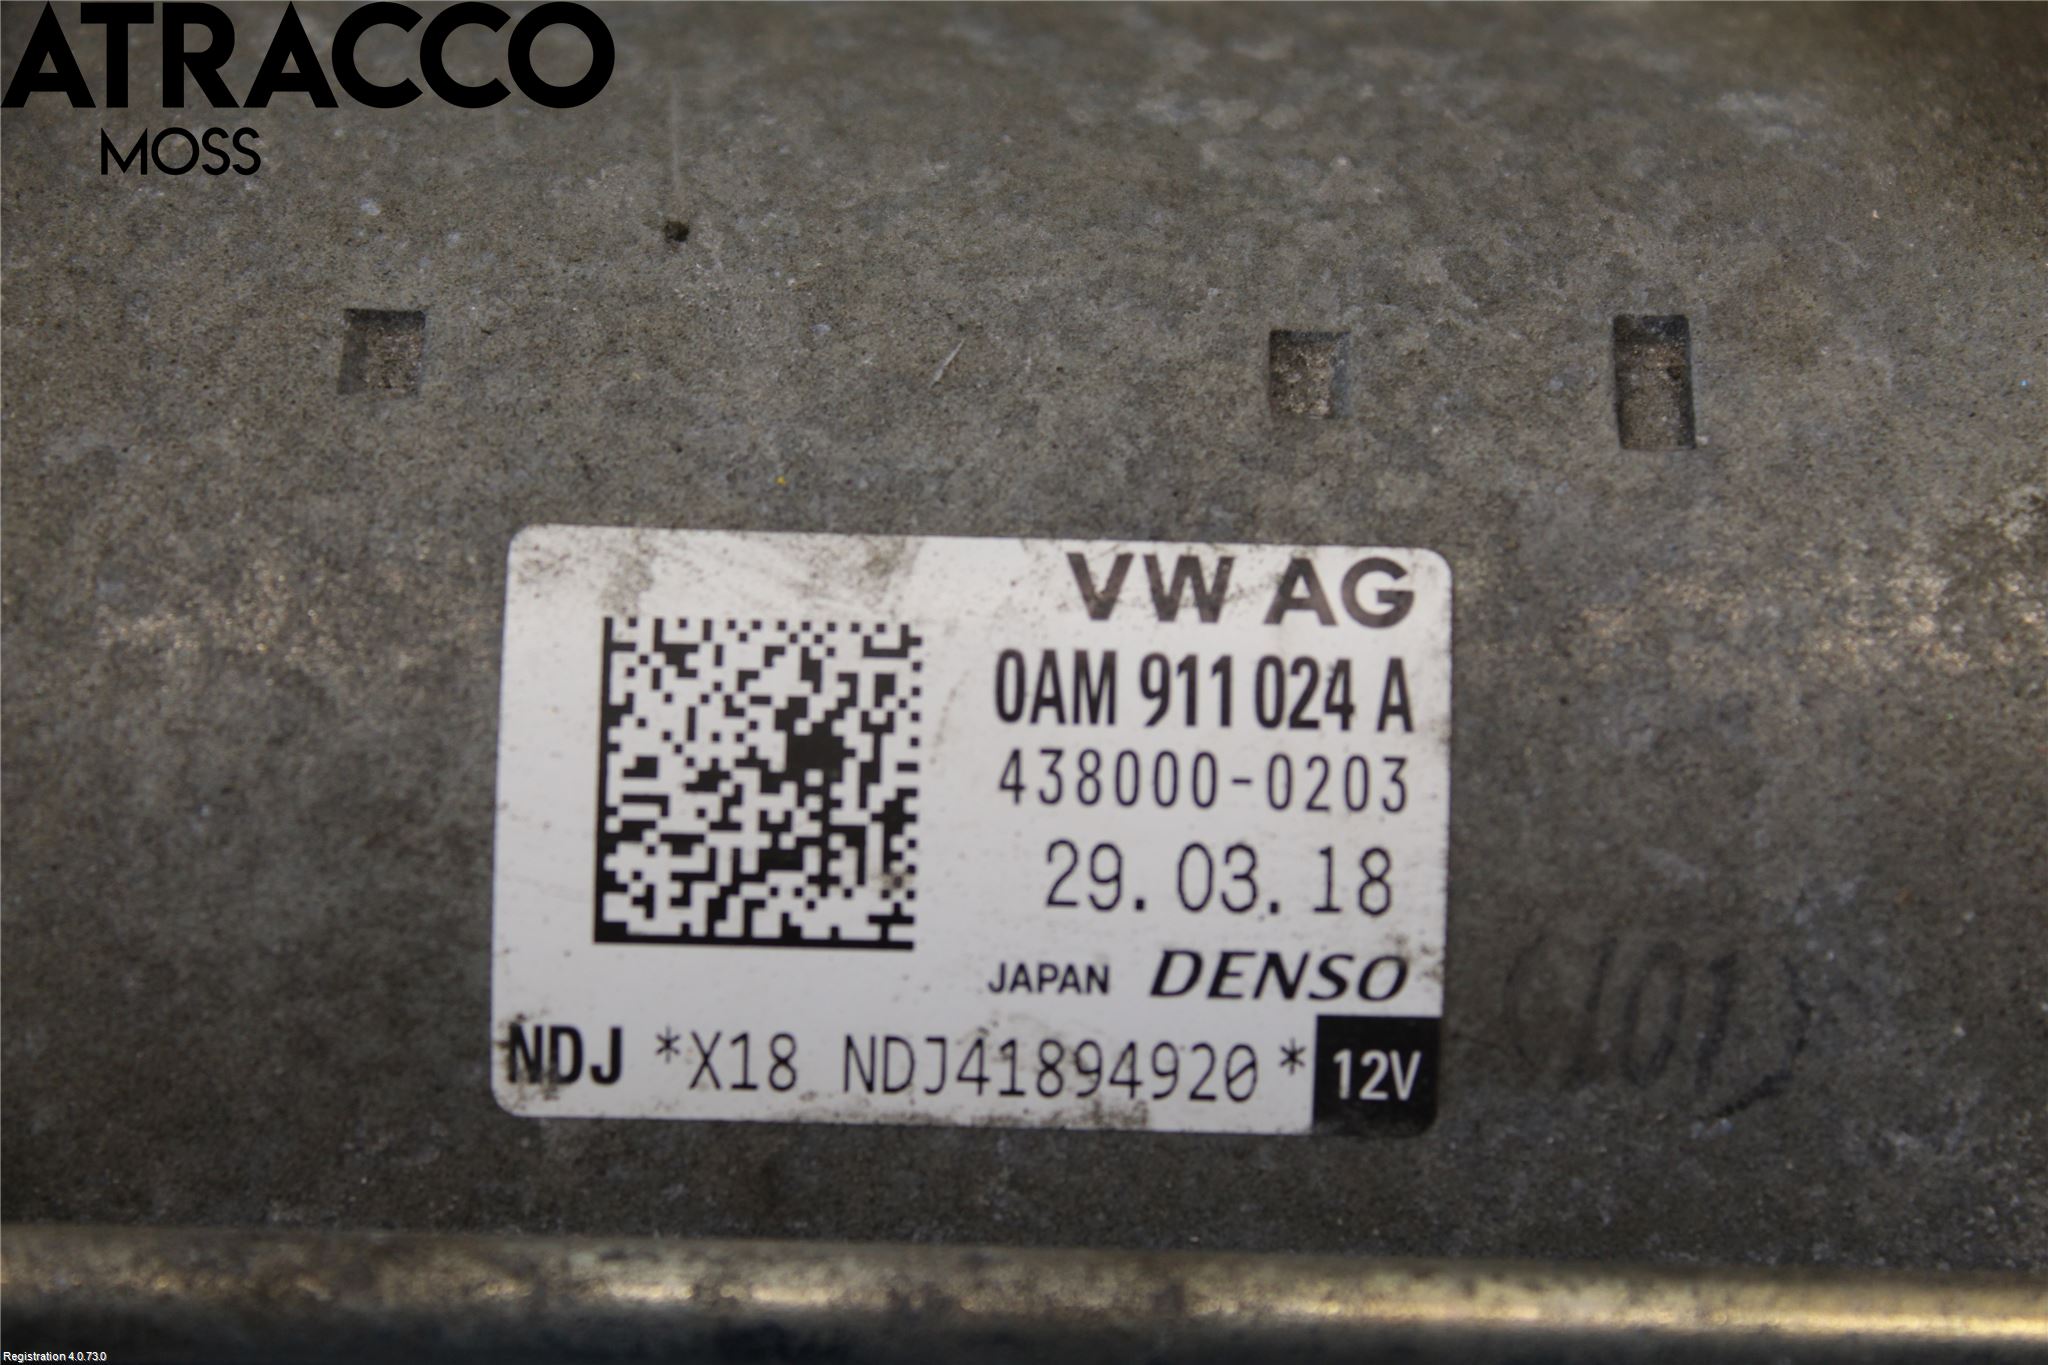 ATRACCO
MOSS
VW AG
0AM 911 024 A
438000-0203
29.03.18
JAPAN DENSO
NDJ *X18 NDJ41894920* 12V
Registration 4.0.73.0